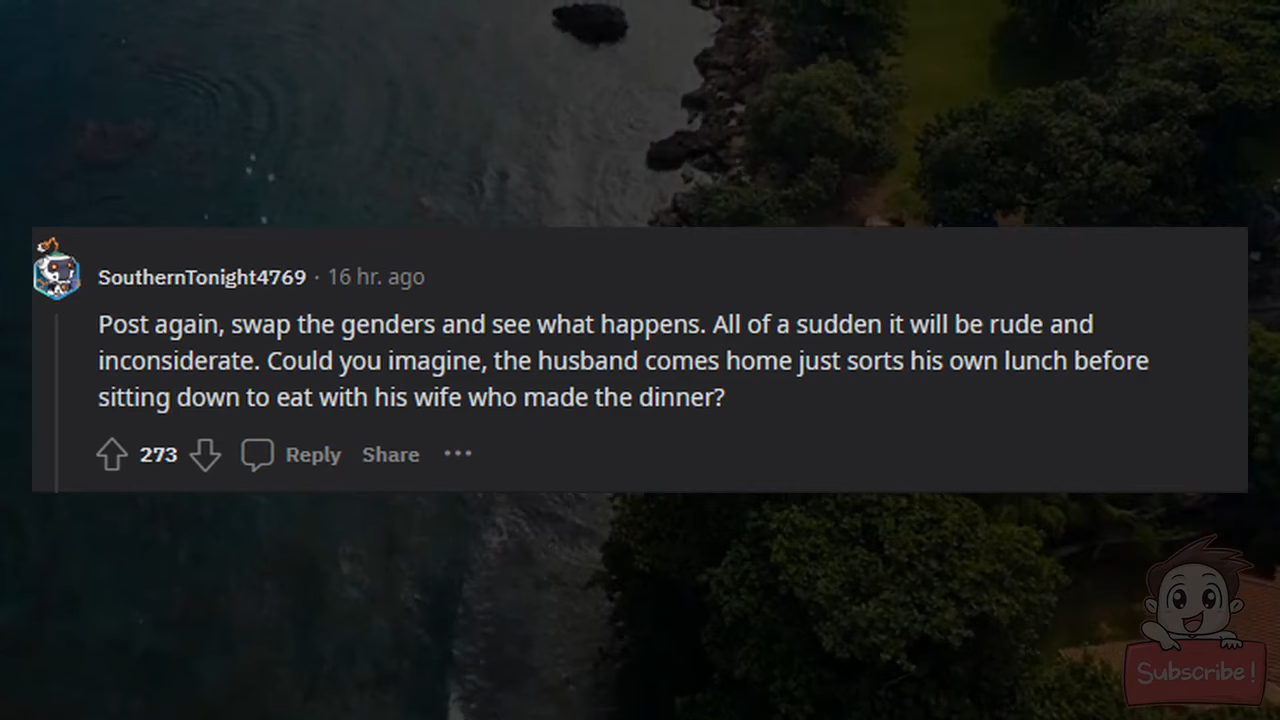 SouthernTonight4769 · 16 hr. ago
Post again, swap the genders and see what happens. All of a sudden it will be rude and
inconsiderate. Could you imagine, the husband comes home just sorts his own lunch before
sitting down to eat with his wife who made the dinner?
273 Reply Share ···
Subscribe!